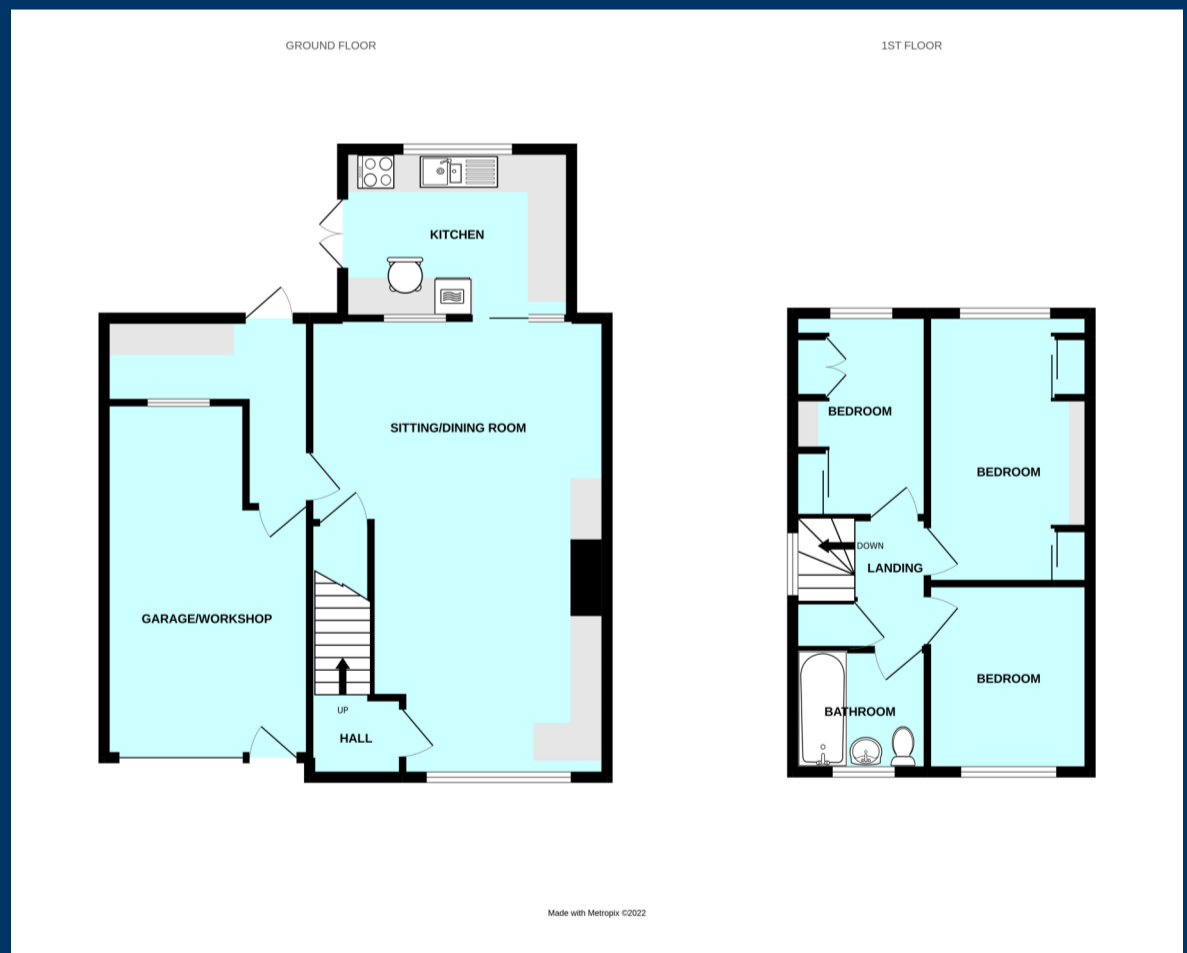 GROUND FLOOR
KITCHEN
SITTING/DINING ROOM
GARAGE/WORKSHOP
UP
HALL
1ST FLOOR
BEDROOM
BEDROOM
DOWN
LANDING
BEDROOM
BATHROOM
Made with Metropix ©2022